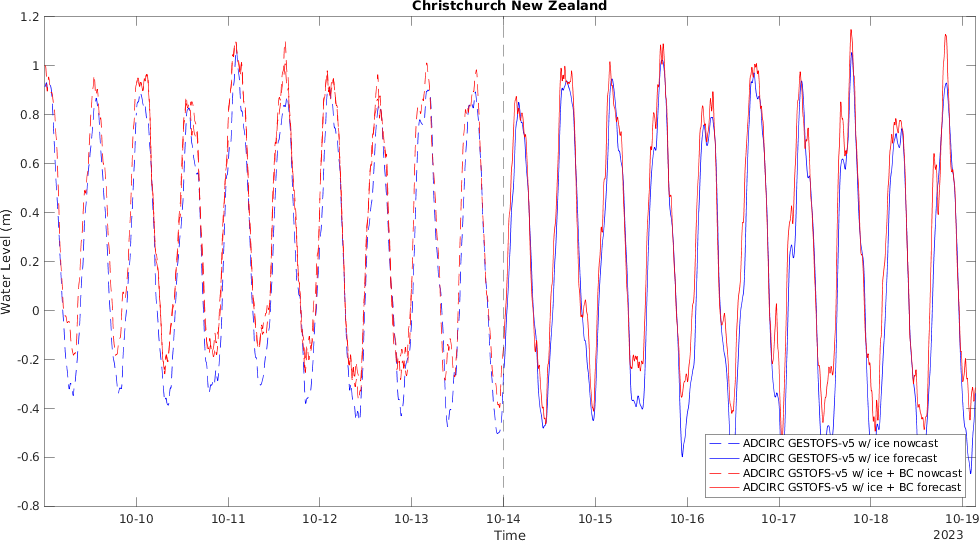 Christchurch New Zealand
Water Level (m)
1.2
1
0.8
0.6
0.4
0.2
0
-0.2
-0.4
-0.6
-0.8
ADCIRC GESTOFS-v5 w/ ice nowcast
ADCIRC GESTOFS-v5 w/ ice forecast
ADCIRC GSTOFS-v5 w/ ice + BC nowcast
ADCIRC GSTOFS-v5 w/ ice + BC forecast
10-10 10-11 10-12 10-13 10-14 10-15 10-16 10-17 10-18 10-19
Time
2023